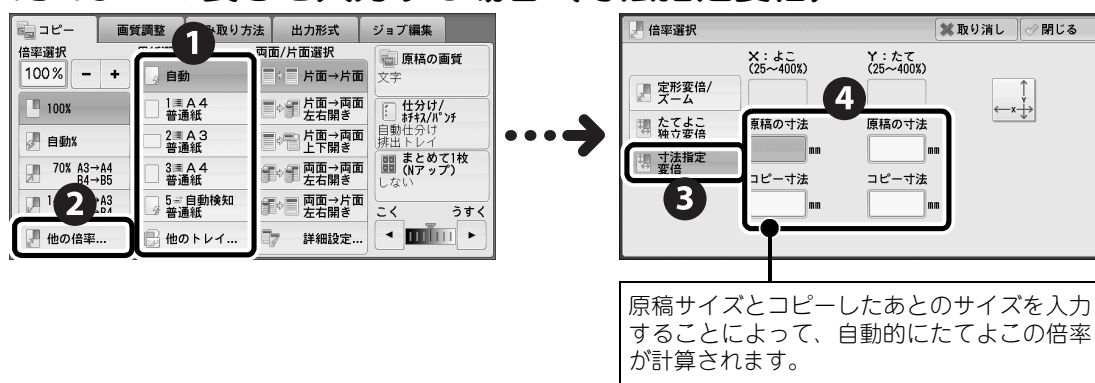 コピー
画質調整
取り方法
出力形式
ジョブ編集
倍率選択
両面/片面選択
100%
-
+
100%
自動%
70% A3→A4
B4→B5
他の倍率...
1
2
自動
1 A4
普通紙
2 A3
普通紙
3 A4
普通紙
5 自動検知
普通紙
他のトレイ...
片面→片面
片面→両面
左右開き
片面→両面
上下開き
両面→両面
左右開き
両面→片面
左右開き
詳細設定...
原稿の画質
文字
仕分け/
ホチキス/パンチ
自動仕分け
排出トレイ
まとめて1枚
(Nアップ)
しない
こく うすく
倍率選択
取り消し
閉じる
X:よこ
(25~400%)
Y:たて
(25~400%)
定形変倍/
ズーム
たてよこ
独立変倍
寸法指定
変倍
3
4
原稿の寸法
mm
原稿の寸法
mm
コピー寸法
mm
コピー寸法
mm
Y
X
原稿サイズとコピーしたあとのサイズを入力
することによって、自動的にたてよこの倍率
が計算されます。